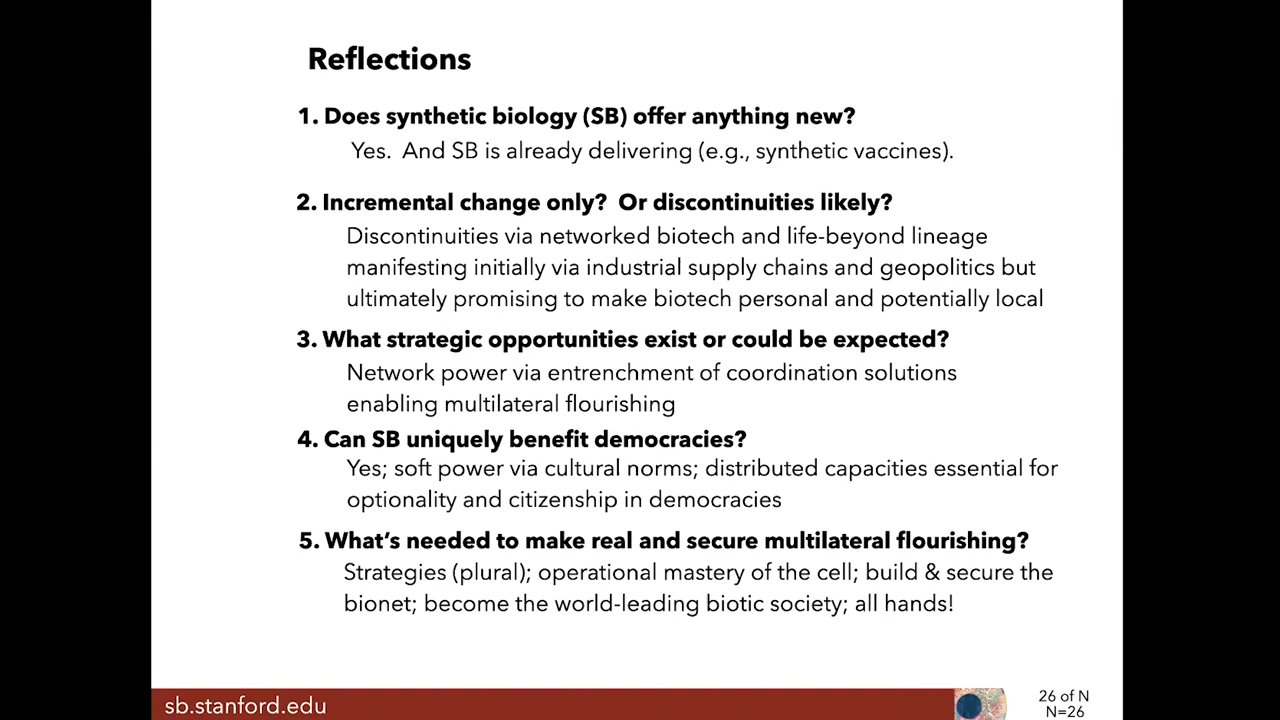 Reflections
1. Does synthetic biology (SB) offer anything new?
Yes.  And SB is already delivering (e.g., synthetic vaccines).
2. Incremental change only?  Or discontinuities likely?
Discontinuities via networked biotech and life-beyond lineage
manifesting initially via industrial supply chains and geopolitics but
ultimately promising to make biotech personal and potentially local
3. What strategic opportunities exist or could be expected?
Network power via entrenchment of coordination solutions
enabling multilateral flourishing
4. Can SB uniquely benefit democracies?
Yes; soft power via cultural norms; distributed capacities essential for
optionality and citizenship in democracies
5. What's needed to make real and secure multilateral flourishing?
Strategies (plural); operational mastery of the cell; build & secure the
bionet; become the world-leading biotic society; all hands!
sb.stanford.edu
26 of N
N=26